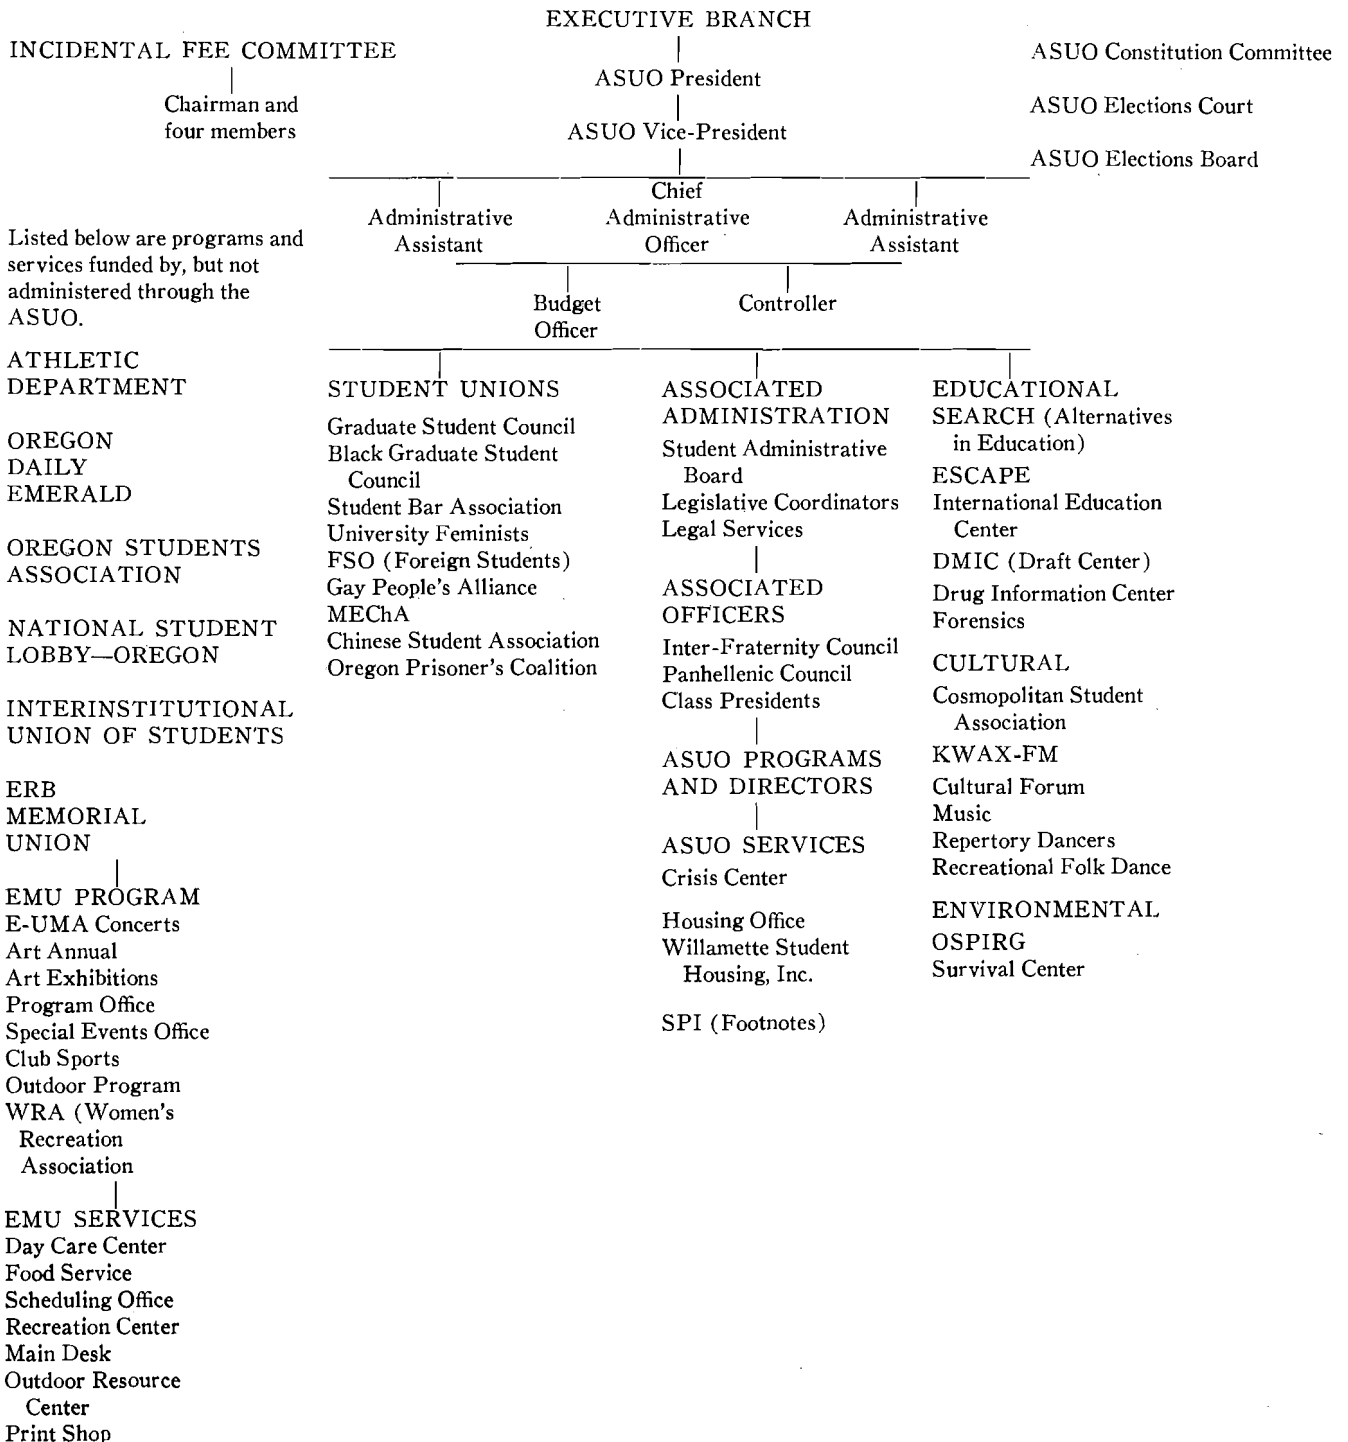 EXECUTIVE BRANCH
INCIDENTAL FEE COMMITTEE
Chairman and
four members
ASUO President
ASUO Vice-President
ASUO Constitution Committee
ASUO Elections Court
ASUO Elections Board
Administrative
Assistant
Chief
Administrative
Officer
Administrative
Assistant
Budget
Officer
Controller
Listed below are programs and
services funded by, but not
administered through the
ASUO.
ATHLETIC
DEPARTMENT
OREGON
DAILY
EMERALD
OREGON STUDENTS
ASSOCIATION
NATIONAL STUDENT
LOBBY—OREGON
INTERINSTITUTIONAL
UNION OF STUDENTS
ERB
MEMORIAL
UNION
EMU PROGRAM
E-UMA Concerts
Art Annual
Art Exhibitions
Program Office
Special Events Office
Club Sports
Outdoor Program
WRA (Women's
Recreation
Association
EMU SERVICES
Day Care Center
Food Service
Scheduling Office
Recreation Center
Main Desk
Outdoor Resource
Center
Print Shop
STUDENT UNIONS
Graduate Student Council
Black Graduate Student
Council
Student Bar Association
University Feminists
FSO (Foreign Students)
Gay People's Alliance
MEChA
Chinese Student Association
Oregon Prisoner's Coalition
ASSOCIATED
ADMINISTRATION
Student Administrative
Board
Legislative Coordinators
Legal Services
ASSOCIATED
OFFICERS
Inter-Fraternity Council
Panhellenic Council
Class Presidents
ASUO PROGRAMS
AND DIRECTORS
ASUO SERVICES
Crisis Center
Housing Office
Willamette Student
Housing, Inc.
SPI (Footnotes)
EDUCATIONAL
SEARCH (Alternatives
in Education)
ESCAPE
International Education
Center
DMIC (Draft Center)
Drug Information Center
Forensics
CULTURAL
Cosmopolitan Student
Association
KWAX-FM
Cultural Forum
Music
Repertory Dancers
Recreational Folk Dance
ENVIRONMENTAL
OSPIRG
Survival Center